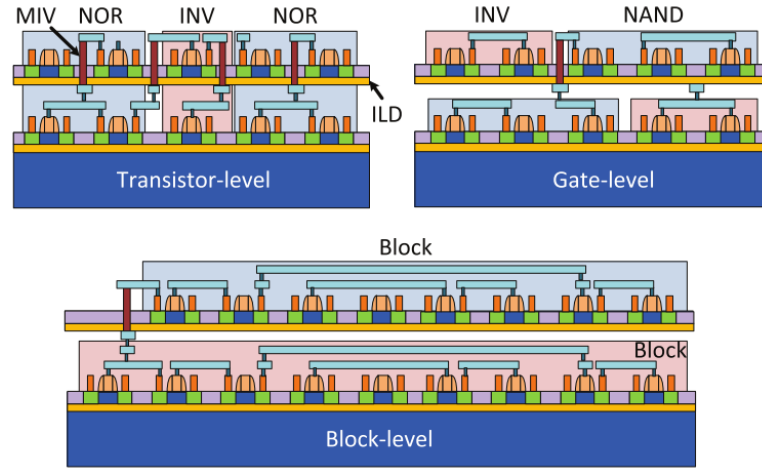 MIV NOR INV NOR
INV NAND
ILD
Transistor-level
Gate-level
Block
Block
Block-level